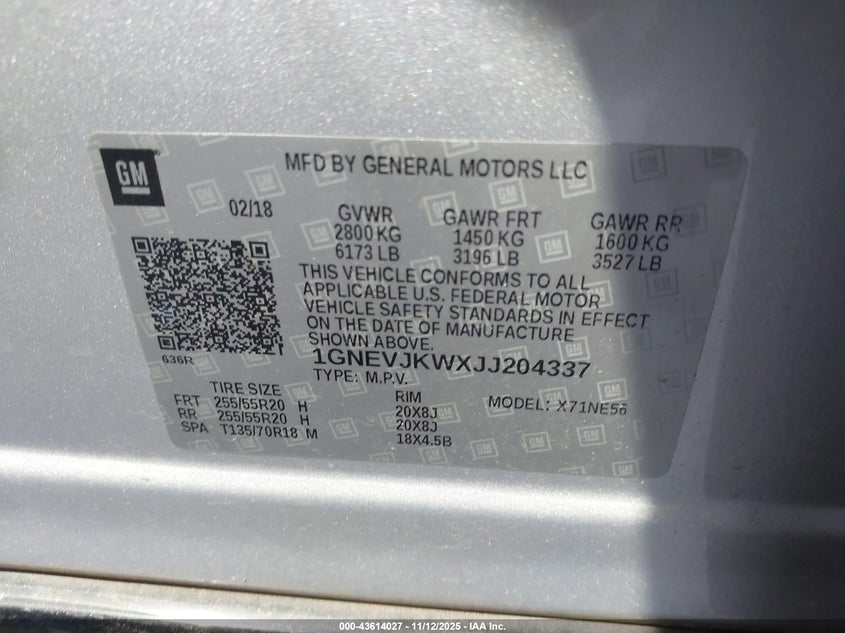 GM
MFD BY GENERAL MOTORS LLC
02/18
GVWR GAWR FRT GAWR RR
2800 KG 1450 KG 1600 KG
6173 LB 3196 LB 3527 LB
THIS VEHICLE CONFORMS TO ALL
APPLICABLE U.S. FEDERAL MOTOR
VEHICLE SAFETY STANDARDS IN EFFECT
ON THE DATE OF MANUFACTURE
SHOWN ABOVE.
636R
1GNEVJKWXJJ204337
TYPE: M.P.V.
TIRE SIZE RIM MODEL: X71NE56
FRT 255/55R20 H 20X8J
RR 255/55R20 H 20X8J
SPA T135/70R18 M 18X4.5B
000-43614027 — 11/12/2025 — IAA Inc.